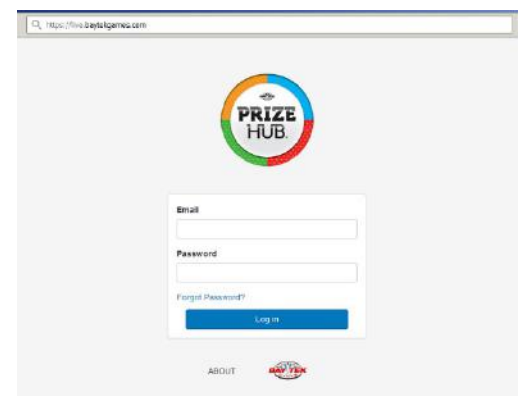 https://live.baytekgames.com
PRIZE
HUB.
Email
Password
Forgot Password?
Log in
ABOUT
BAY TEK